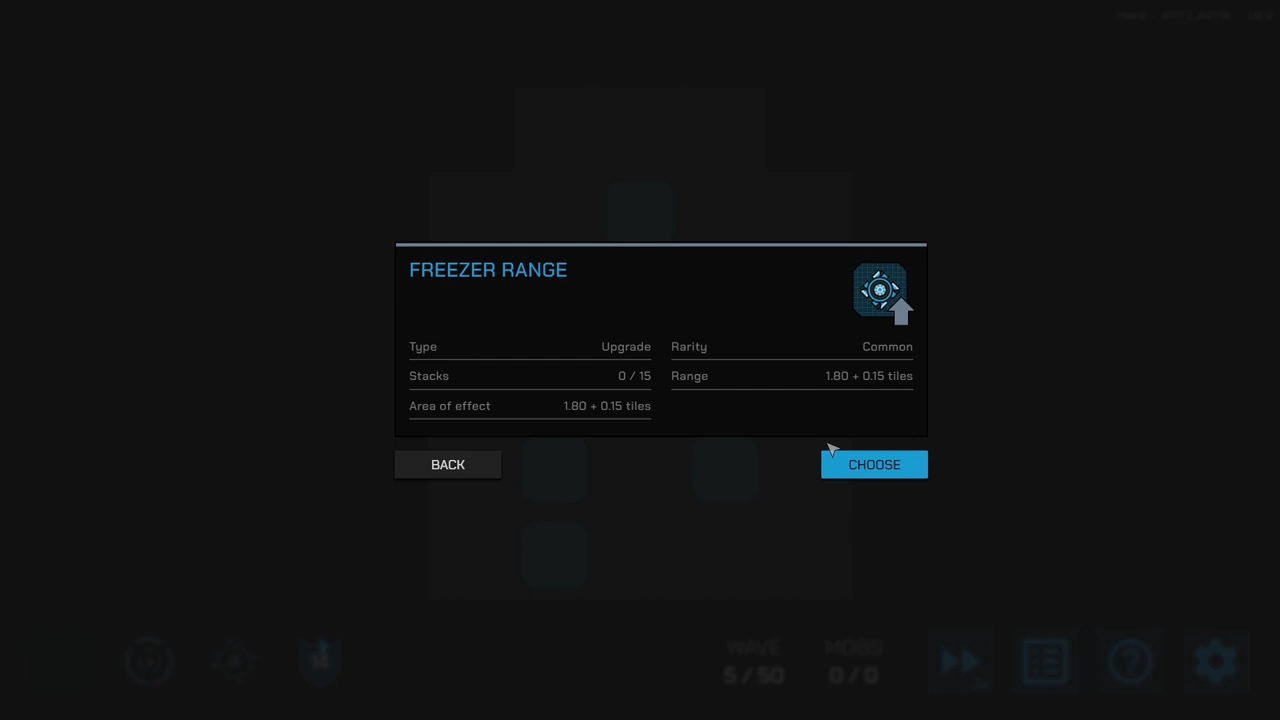 FREEZER RANGE
Type Upgrade
Rarity Common
Stacks 0 / 15
Range 1.80 + 0.15 tiles
Area of effect 1.80 + 0.15 tiles
BACK
CHOOSE
WAVE
MOBS
5 / 50
0 / 0